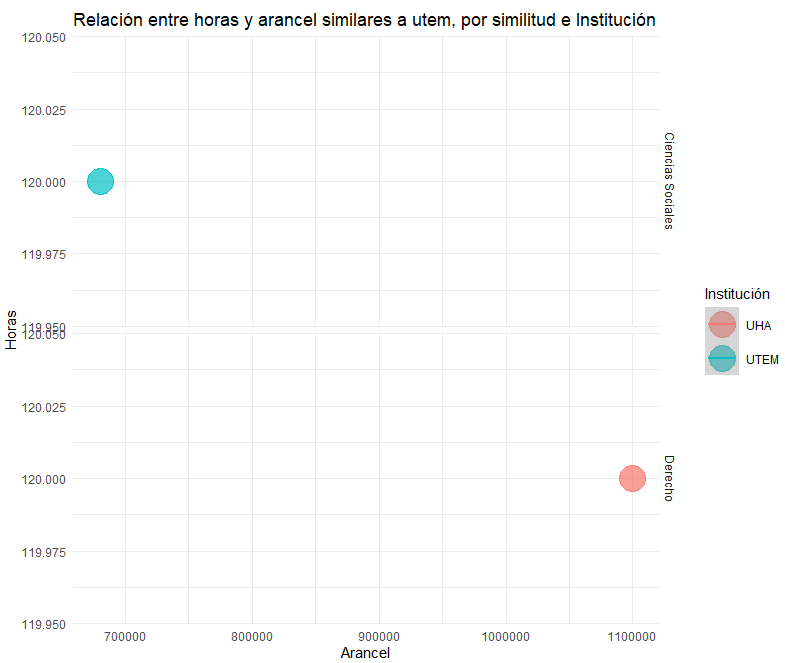 Relación entre horas y arancel similares a utem, por similitud e Institución
120.050
120.025
120.000
119.975
119.950
Ciencias Sociales
Horas
120.050
120.025
120.000
119.975
119.950
Derecho
700000 800000 900000 1000000 1100000
Arancel
Institución
UHA
UTEM